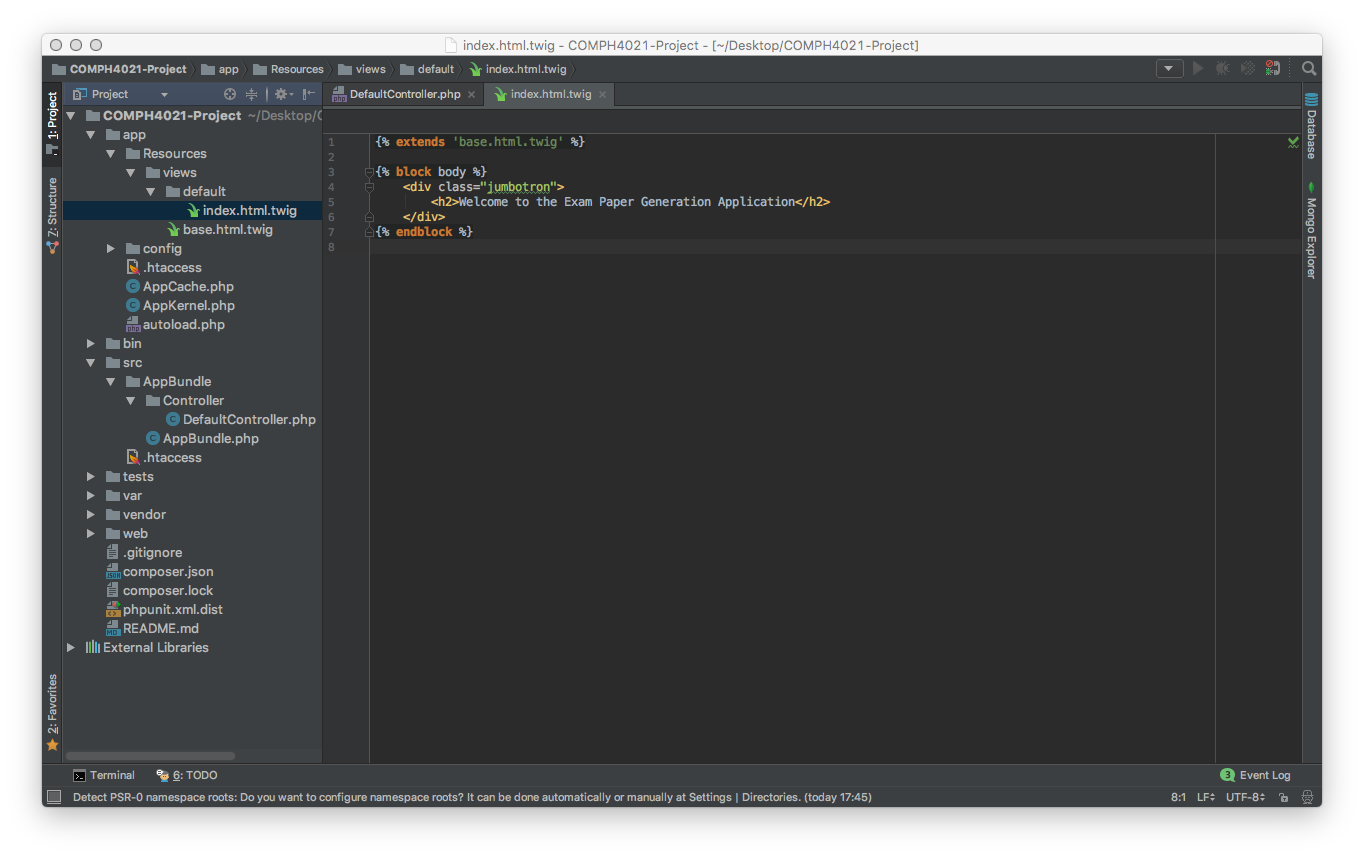 index.html.twig - COMPH4021-Project - [~/Desktop/COMPH4021-Project]
COMPH4021-Project app Resources views default index.html.twig
1: Project
Z: Structure
2: Favorites
Project
COMPH4021-Project ~/Desktop/C
app
Resources
views
default
index.html.twig
base.html.twig
config
.htaccess
AppCache.php
AppKernel.php
autoload.php
bin
src
AppBundle
Controller
DefaultController.php
AppBundle.php
.htaccess
tests
var
vendor
web
.gitignore
composer.json
composer.lock
phpunit.xml.dist
README.md
External Libraries
DefaultController.php index.html.twig
1 {% extends 'base.html.twig' %}
2
3 {% block body %}
4 <div class="jumbotron">
5 <h2>Welcome to the Exam Paper Generation Application</h2>
6 </div>
7 {% endblock %}
8
Database
Mongo Explorer
Terminal 6: TODO 3 Event Log
Detect PSR-0 namespace roots: Do you want to configure namespace roots? It can be done automatically or manually at Settings | Directories. (today 17:45) 8:1 LF UTF-8